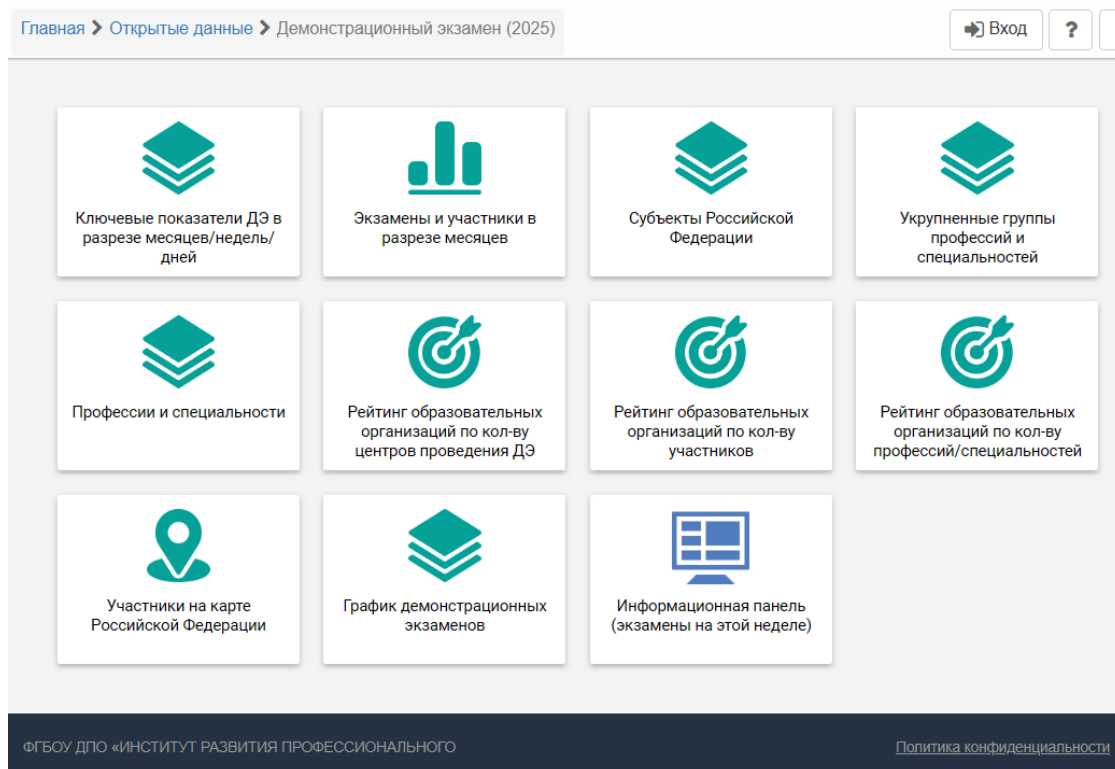 Главная > Открытые данные > Демонстрационный экзамен (2025)
Вход
?
Ключевые показатели ДЭ в
разрезе месяцев/недель/
дней
Экзамены и участники в
разрезе месяцев
Субъекты Российской
Федерации
Укрупненные группы
профессий и
специальностей
Профессии и специальности
Рейтинг образовательных
организаций по кол-ву
центров проведения ДЭ
Рейтинг образовательных
организаций по кол-ву
участников
Рейтинг образовательных
организаций по кол-ву
профессий/специальностей
Участники на карте
Российской Федерации
График демонстрационных
экзаменов
Информационная панель
(экзамены на этой неделе)
ФГБОУ ДПО «ИНСТИТУТ РАЗВИТИЯ ПРОФЕССИОНАЛЬНОГО
Политика конфиденциальности